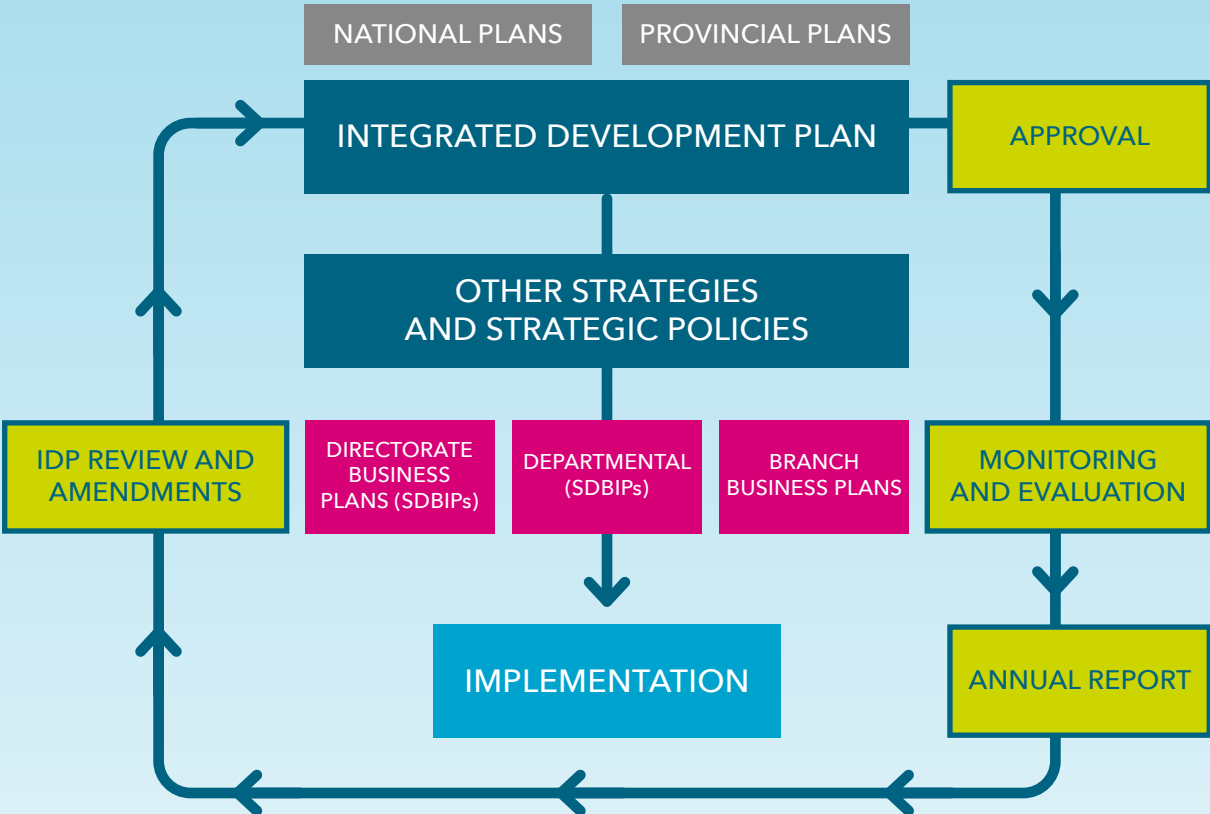 NATIONAL PLANS
PROVINCIAL PLANS
INTEGRATED DEVELOPMENT PLAN
APPROVAL
OTHER STRATEGIES
AND STRATEGIC POLICIES
IDP REVIEW AND
AMENDMENTS
DIRECTORATE
BUSINESS
PLANS (SDBIPs)
DEPARTMENTAL
(SDBIPs)
BRANCH
BUSINESS PLANS
MONITORING
AND EVALUATION
IMPLEMENTATION
ANNUAL REPORT